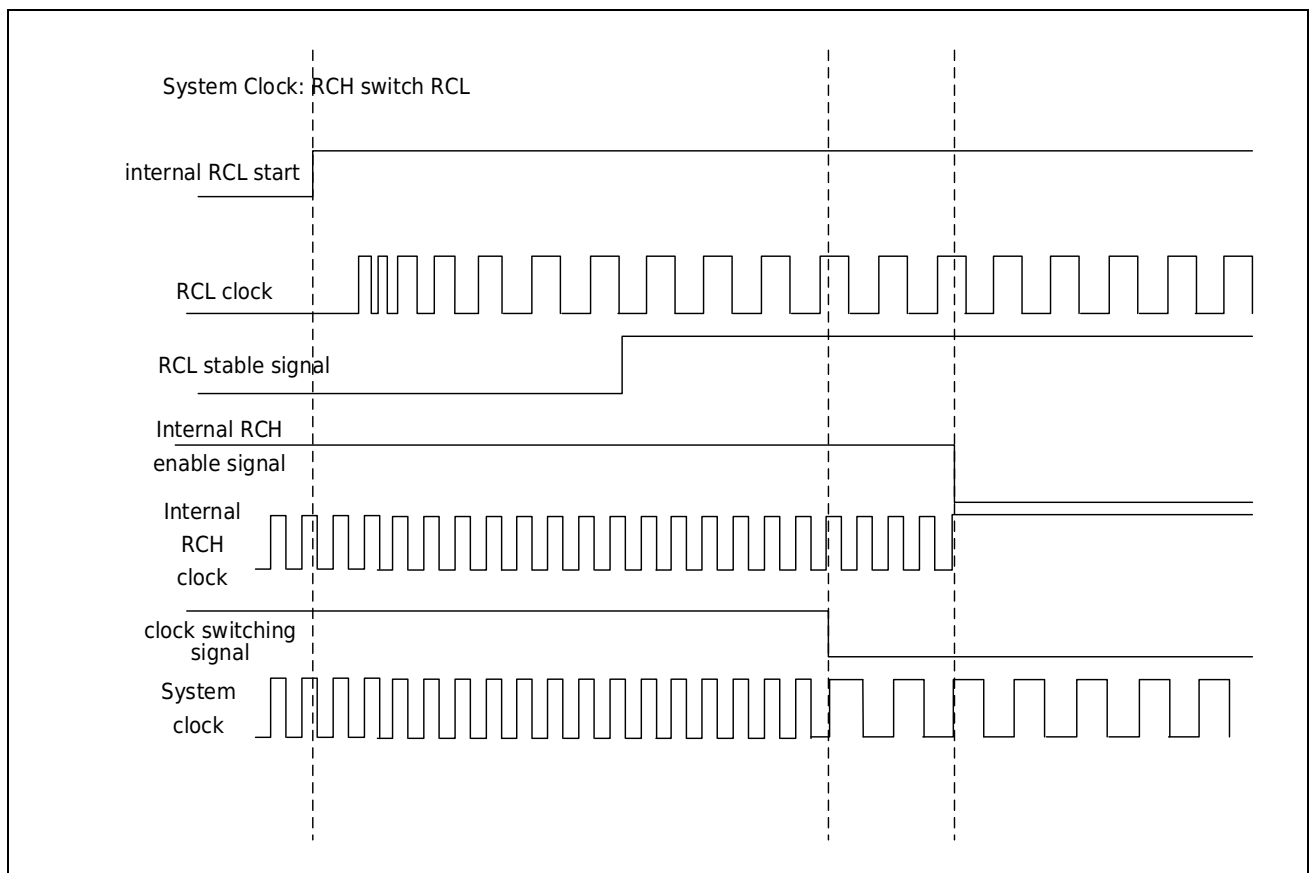 System Clock: RCH switch RCL
internal RCL start
RCL clock
RCL stable signal
Internal RCH
enable signal
Internal
RCH
clock
clock switching
signal
System
clock